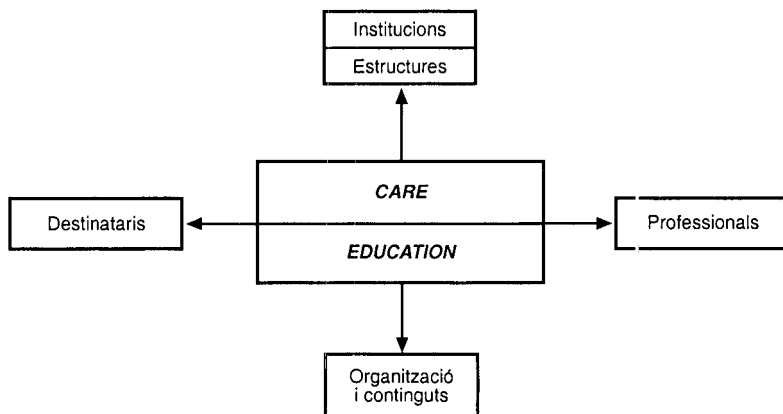 Institucions
Estructures
CARE
Destinataris
Professionals
EDUCATION
Organització
i continguts